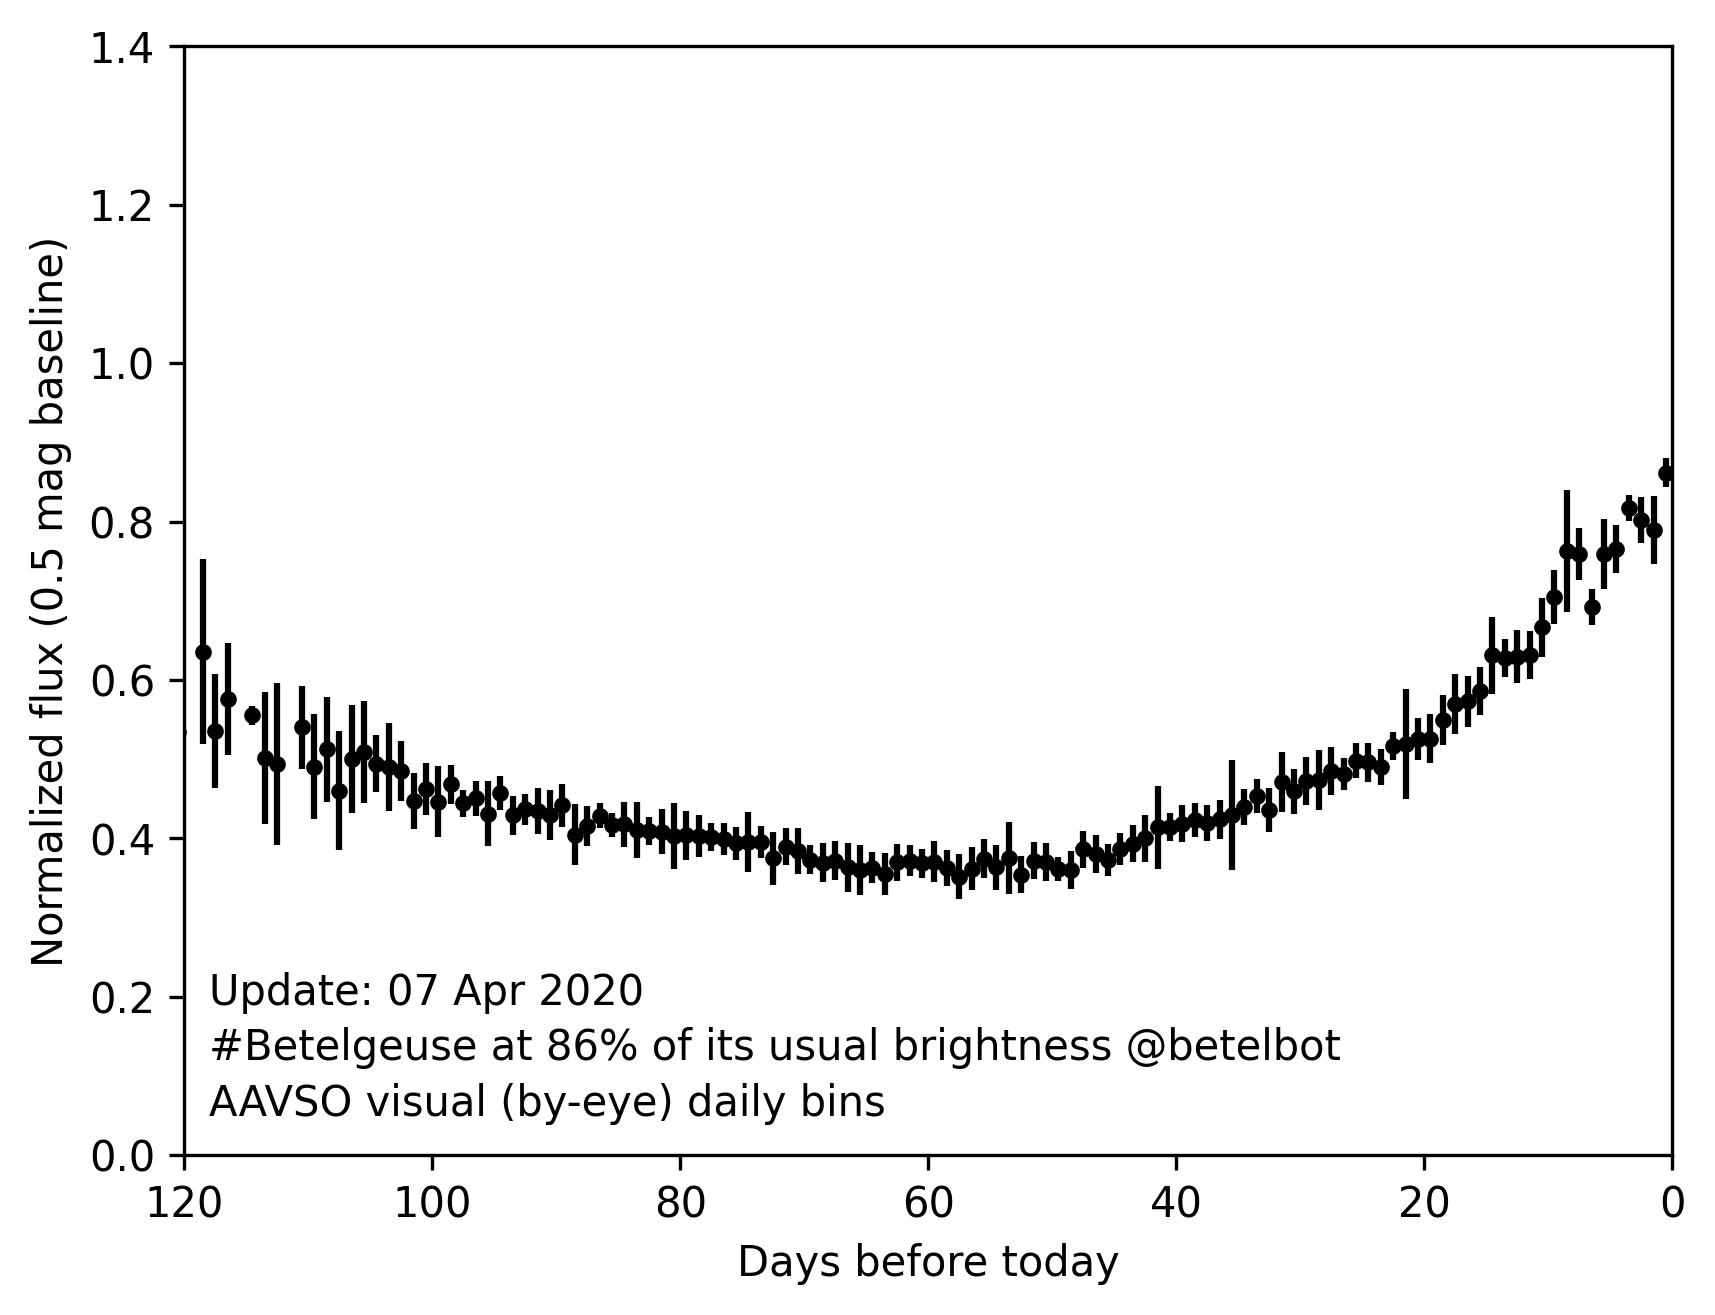 1.4
1.2
1.0
0.8
0.6
0.4
0.2
0.0
Normalized flux (0.5 mag baseline)
Update: 07 Apr 2020
#Betelgeuse at 86% of its usual brightness @betelbot
AAVSO visual (by-eye) daily bins
120 100 80 60 40 20 0
Days before today